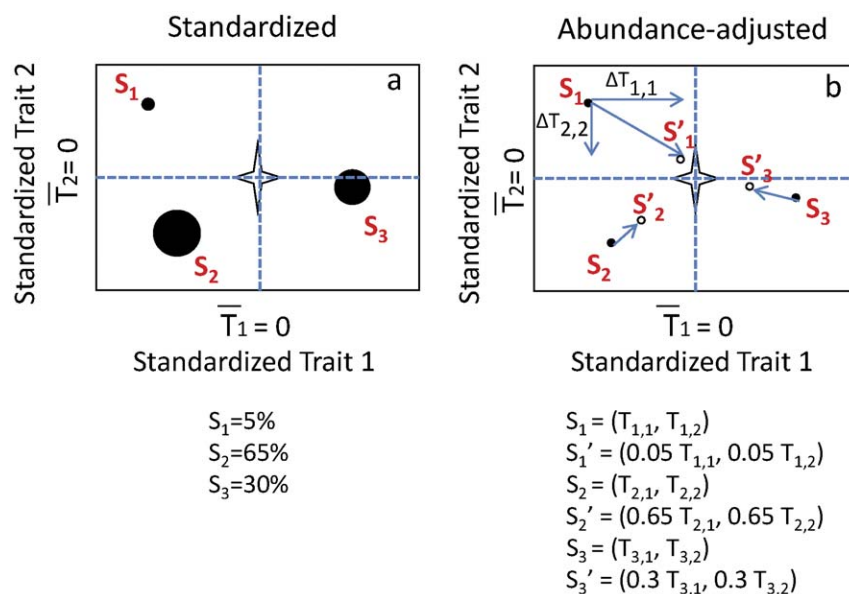 Standardized
Abundance-adjusted
Standardized Trait 2
T̅₂= 0
a
S₁
S₂
S₃
T̅₁ = 0
Standardized Trait 1
S₁=5%
S₂=65%
S₃=30%
Standardized Trait 2
T̅₂= 0
b
S₁
ΔT₁,₁
ΔT₂,₂
S'₁
S'₃
S'₂
S₃
S₂
T̅₁ = 0
Standardized Trait 1
S₁ = (T₁,₁, T₁,₂)
S₁’ = (0.05 T₁,₁, 0.05 T₁,₂)
S₂ = (T₂,₁, T₂,₂)
S₂’ = (0.65 T₂,₁, 0.65 T₂,₂)
S₃ = (T₃,₁, T₃,₂)
S₃’ = (0.3 T₃,₁, 0.3 T₃,₂)